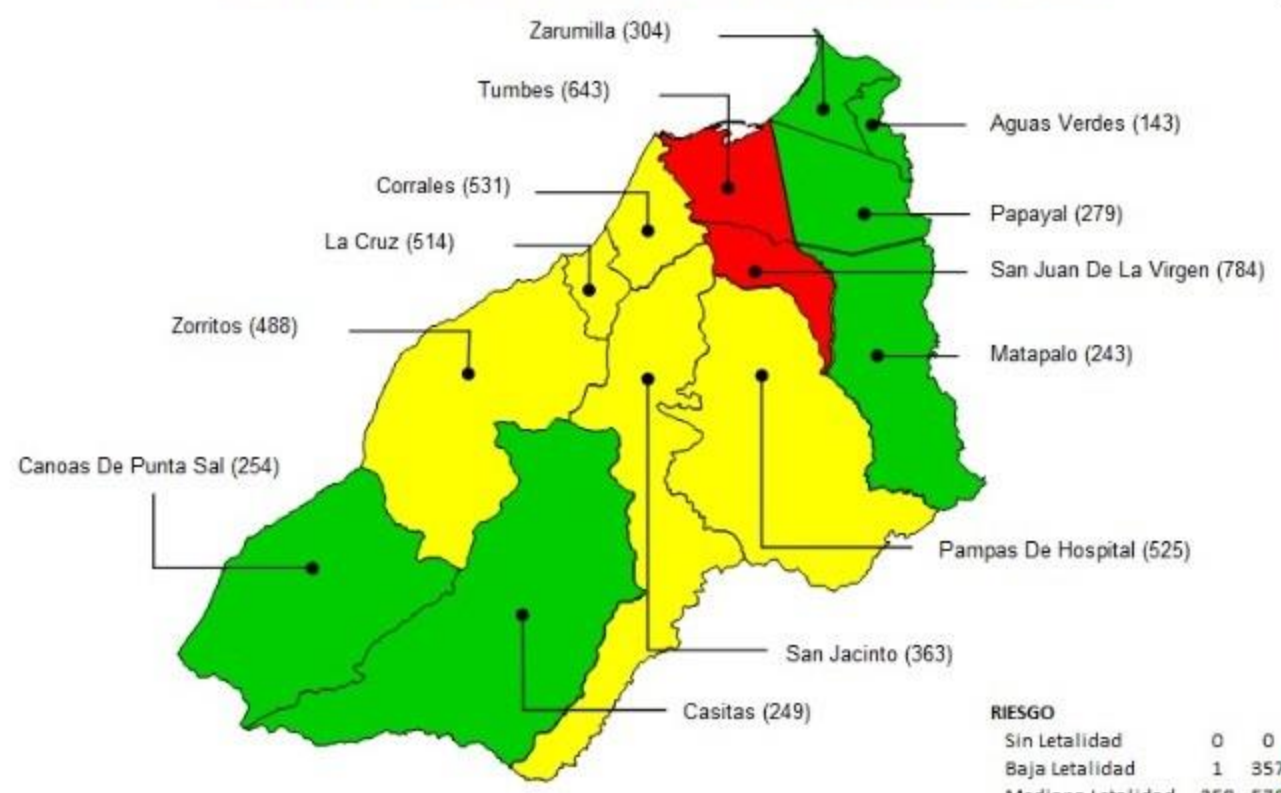 Zarumilla (304)
Tumbes (643)
Aguas Verdes (143)
Corrales (531)
Papayal (279)
La Cruz (514)
San Juan De La Virgen (784)
Zorritos (488)
Matapalo (243)
Canoas De Punta Sal (254)
Pampas De Hospital (525)
San Jacinto (363)
Casitas (249)
RIESGO
Sin Letalidad 0 0
Baja Letalidad 1 357